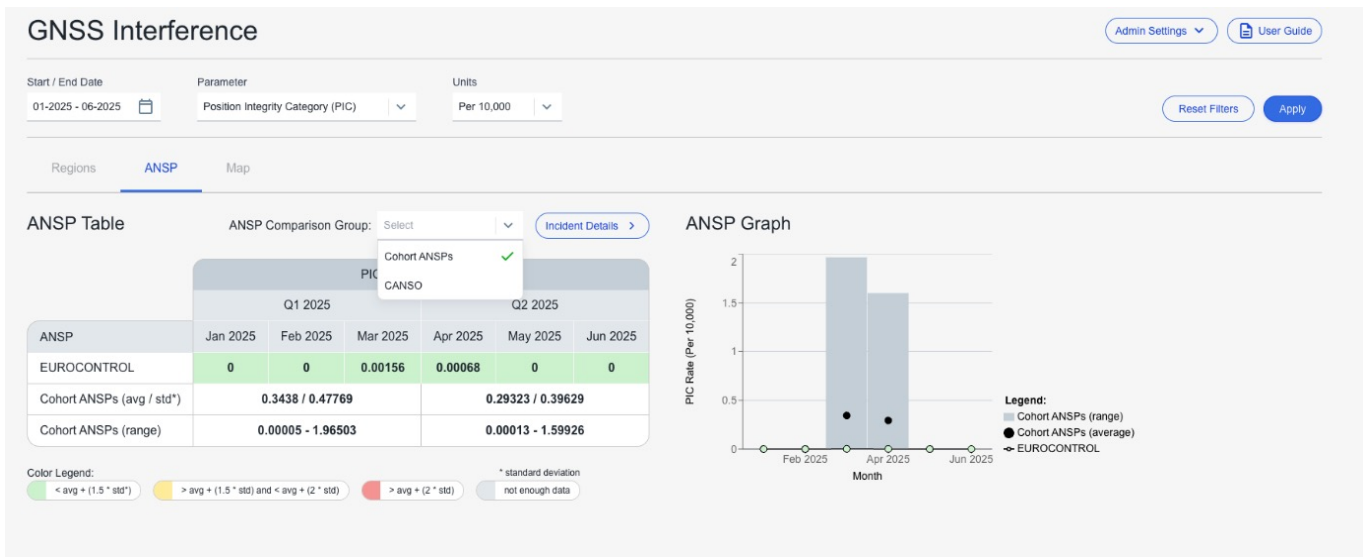 GNSS Interference
Admin Settings
User Guide
Start / End Date
Parameter
Units
01-2025 - 06-2025
Position Integrity Category (PIC)
Per 10,000
Reset Filters
Apply
Regions
ANSP
Map
ANSP Table
ANSP Comparison Group:
Select
Incident Details
Cohort ANSPs
CANSO
PIC
Q1 2025
Q2 2025
ANSP
Jan 2025
Feb 2025
Mar 2025
Apr 2025
May 2025
Jun 2025
EUROCONTROL
0
0
0.00156
0.00068
0
0
Cohort ANSPs (avg / std*)
0.3438 / 0.47769
0.29323 / 0.39629
Cohort ANSPs (range)
0.00005 - 1.96503
0.00013 - 1.59926
Color Legend:
* standard deviation
< avg + (1.5 * std*)
> avg + (1.5 * std) and < avg + (2 * std)
> avg + (2 * std)
not enough data
ANSP Graph
PIC Rate (Per 10,000)
2
1.5
1
0.5
0
Feb 2025
Apr 2025
Jun 2025
Month
Legend:
Cohort ANSPs (range)
Cohort ANSPs (average)
EUROCONTROL